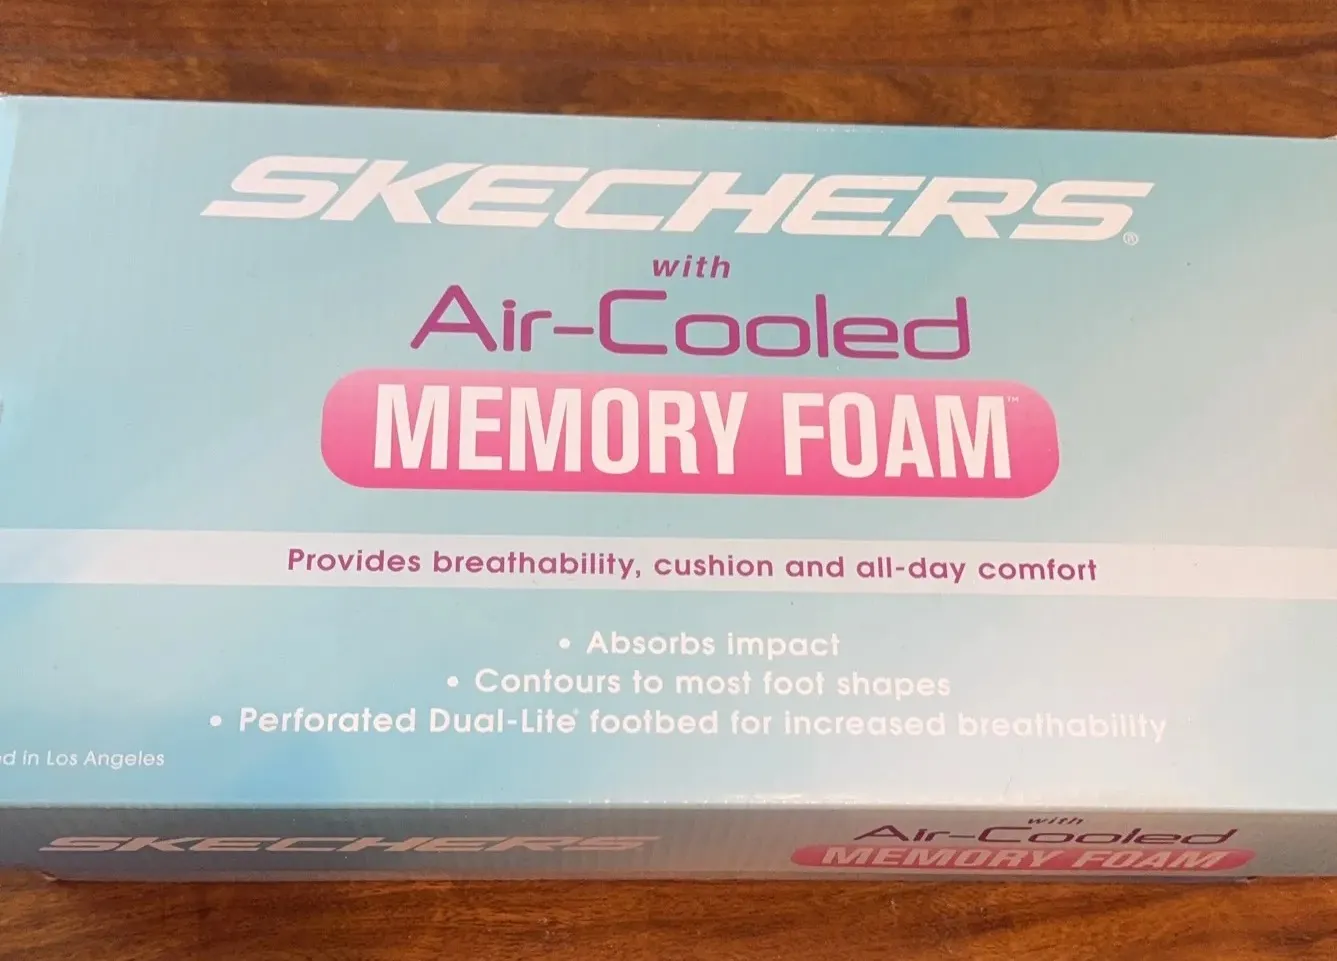 SKECHERS®
with
Air-Cooled
MEMORY FOAM™
Provides breathability, cushion and all-day comfort
• Absorbs impact
• Contours to most foot shapes
• Perforated Dual-Lite® footbed for increased breathability
in Los Angeles
SKECHERS
with
Air-Cooled
MEMORY FOAM